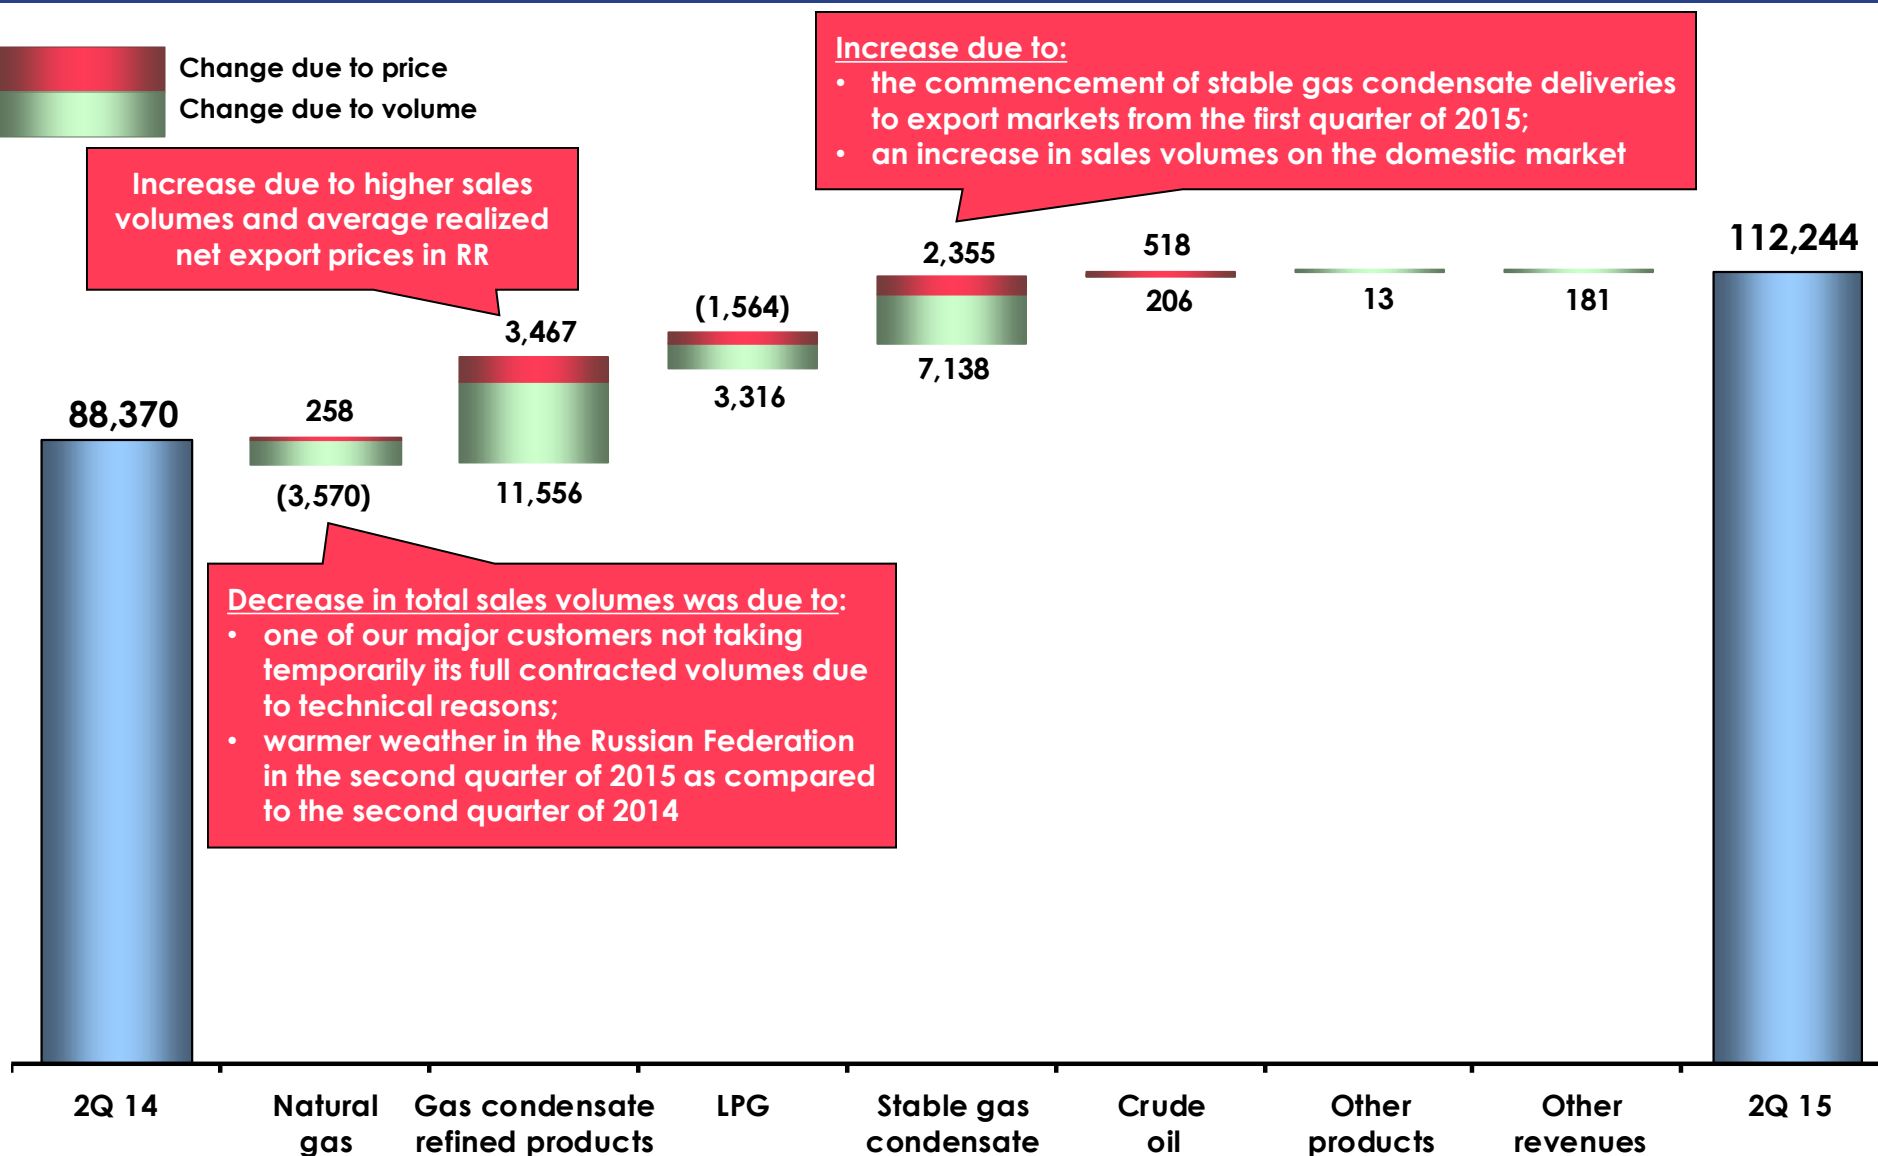 Change due to price
Change due to volume
Increase due to:
• the commencement of stable gas condensate deliveries
to export markets from the first quarter of 2015;
• an increase in sales volumes on the domestic market
Increase due to higher sales
volumes and average realized
net export prices in RR
88,370
258
(3,570)
3,467
11,556
(1,564)
3,316
2,355
7,138
518
206
13
181
112,244
Decrease in total sales volumes was due to:
• one of our major customers not taking
temporarily its full contracted volumes due
to technical reasons;
• warmer weather in the Russian Federation
in the second quarter of 2015 as compared
to the second quarter of 2014
2Q 14
Natural
gas
Gas condensate
refined products
LPG
Stable gas
condensate
Crude
oil
Other
products
Other
revenues
2Q 15